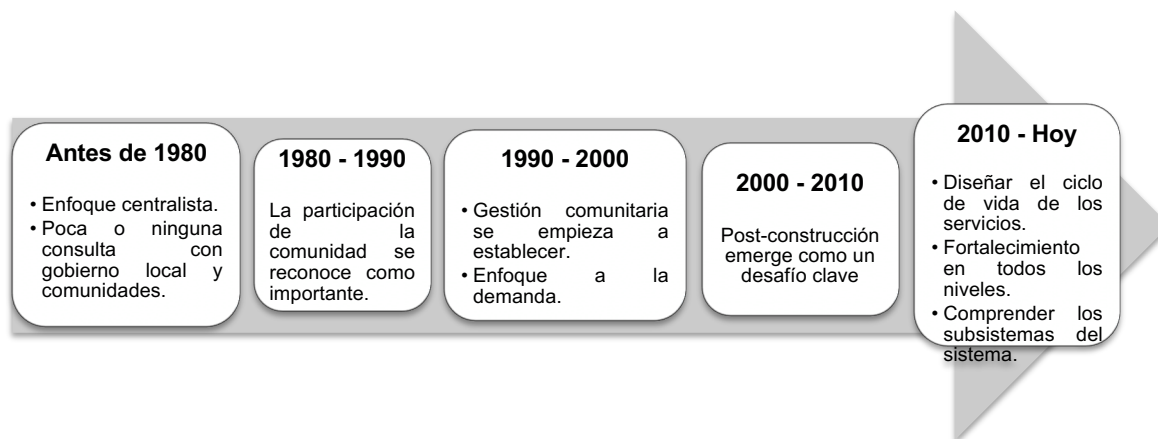 Antes de 1980
• Enfoque centralista.
• Poca o ninguna
consulta con
gobierno local y
comunidades.
1980 - 1990
La participación
de la
comunidad se
reconoce como
importante.
1990 - 2000
• Gestión comunitaria
se empieza a
establecer.
• Enfoque a la
demanda.
2000 - 2010
Post-construcción
emerge como un
desafío clave
2010 - Hoy
• Diseñar el ciclo
de vida de los
servicios.
• Fortalecimiento
en todos los
niveles.
• Comprender los
subsistemas del
sistema.